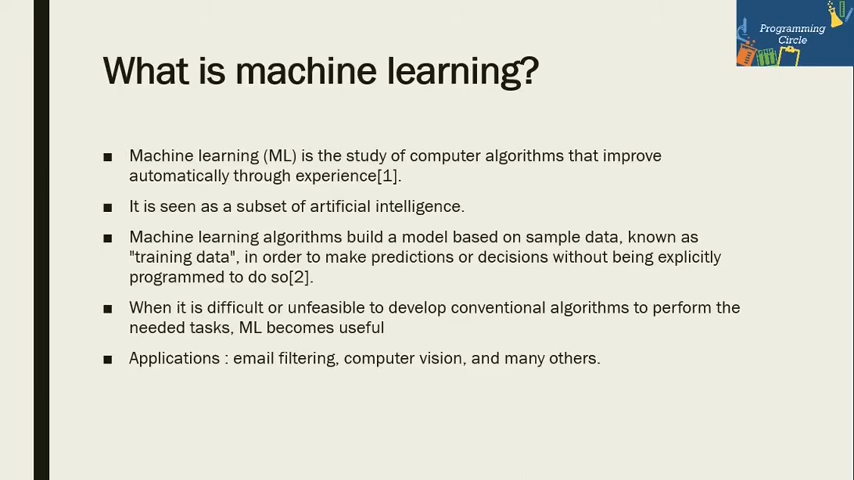 Programming
Circle
What is machine learning?
■ Machine learning (ML) is the study of computer algorithms that improve
automatically through experience[1].
■ It is seen as a subset of artificial intelligence.
■ Machine learning algorithms build a model based on sample data, known as
"training data", in order to make predictions or decisions without being explicitly
programmed to do so[2].
■ When it is difficult or unfeasible to develop conventional algorithms to perform the
needed tasks, ML becomes useful
■ Applications : email filtering, computer vision, and many others.